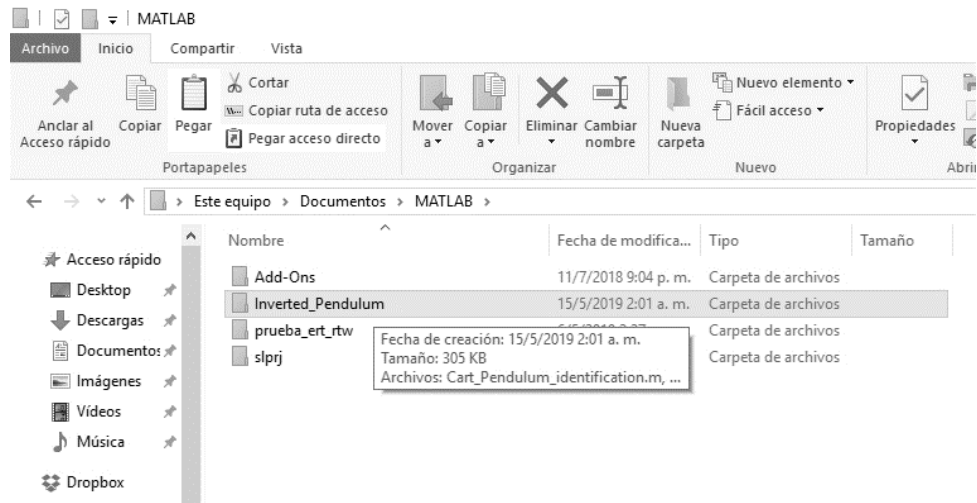 MATLAB
Archivo Inicio Compartir Vista
Anclar al Acceso rápido
Copiar
Pegar
Cortar
Copiar ruta de acceso
Pegar acceso directo
Portapapeles
Mover a
Copiar a
Eliminar
Cambiar nombre
Organizar
Nueva carpeta
Nuevo elemento
Fácil acceso
Nuevo
Propiedades
Abrir
Este equipo > Documentos > MATLAB >
Acceso rápido
Desktop
Descargas
Documentos
Imágenes
Vídeos
Música
Dropbox
Nombre Fecha de modifica... Tipo Tamaño
Add-Ons 11/7/2018 9:04 p. m. Carpeta de archivos
Inverted_Pendulum 15/5/2019 2:01 a. m. Carpeta de archivos
prueba_ert_rtw Carpeta de archivos
slprj Carpeta de archivos
Fecha de creación: 15/5/2019 2:01 a. m.
Tamaño: 305 KB
Archivos: Cart_Pendulum_identification.m, ...